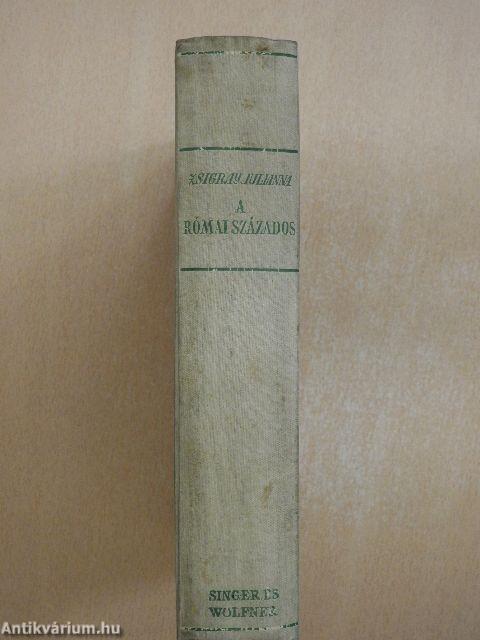 ZSIGRAY JULIANNA
A
RÓMAI SZÁZADOS
SINGER ÉS
WOLFNER
Antikvárium.hu